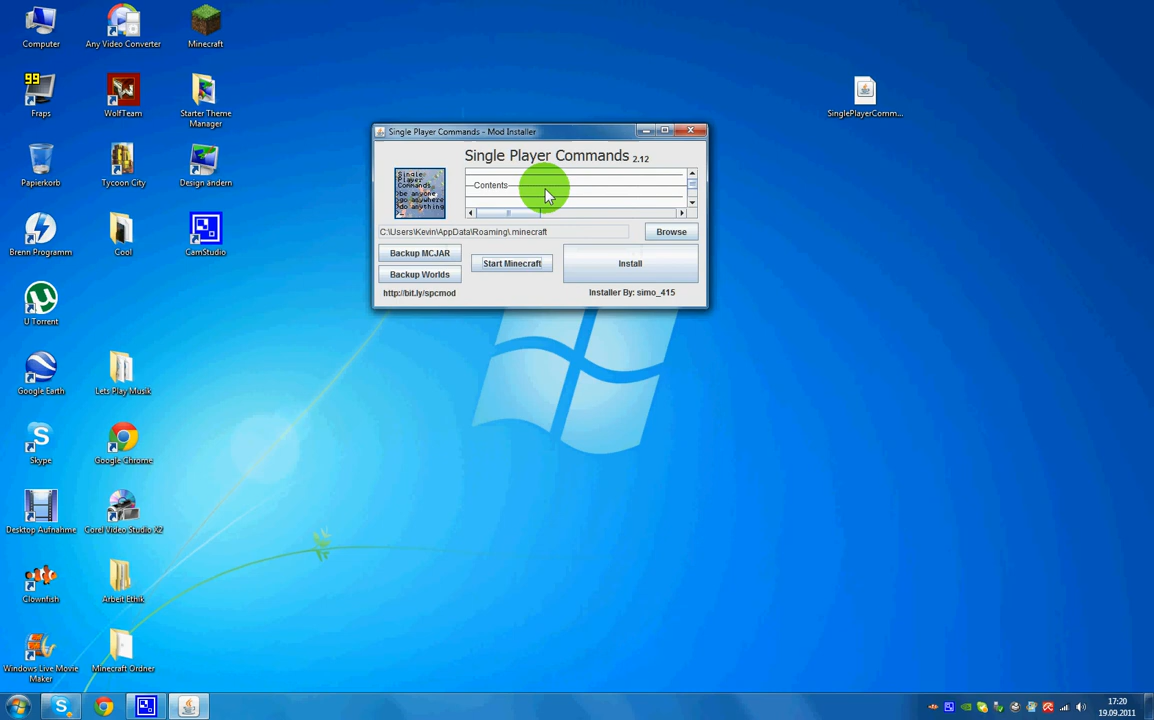 Computer
Any Video Converter
Minecraft
99
Fraps
WolfTeam
Starter Theme
Manager
SinglePlayerComm...
Papierkorb
Tycoon City
Design ändern
Brenn Programm
Cool
CamStudio
U Torrent
Google Earth
Lets Play Musik
Skype
Google Chrome
Desktop Aufnahme
Corel Video Studio X2
Clownfish
Arbeit Ethik
Windows Live Movie
Maker
Minecraft Ordner
Single Player Commands - Mod Installer
Single Player Commands 2.12
Single
Player
Commands
>be anyone
>go anywhere
>do anything
>_
Contents
C:\Users\Kevin\AppData\Roaming\.minecraft
Browse
Backup MCJAR
Start Minecraft
Install
Backup Worlds
http://bit.ly/spcmod
Installer By: simo_415
17:20
19.09.2011